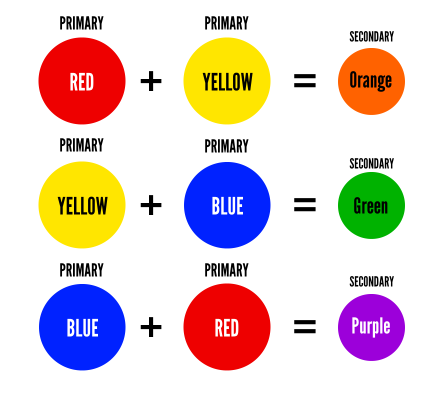 PRIMARY PRIMARY SECONDARY
RED + YELLOW = Orange
PRIMARY PRIMARY SECONDARY
YELLOW + BLUE = Green
PRIMARY PRIMARY SECONDARY
BLUE + RED = Purple